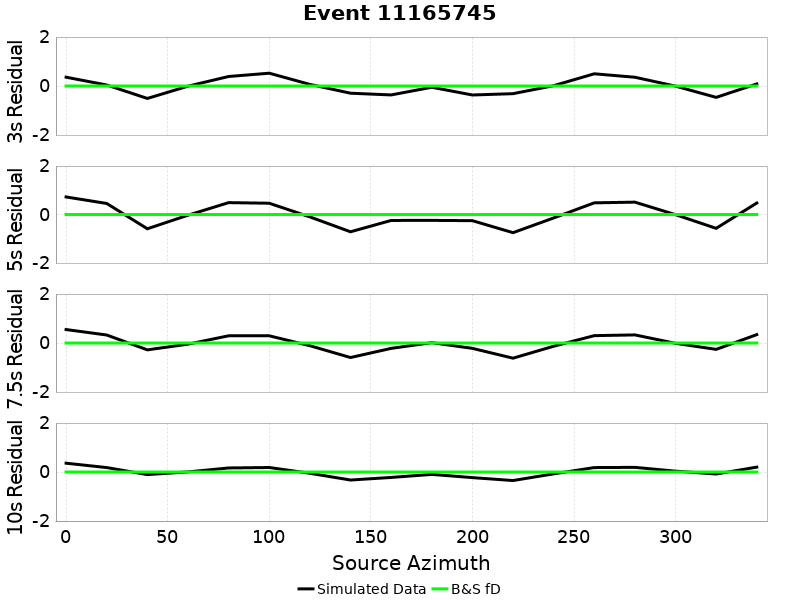 Event 11165745
3s Residual
2
0
-2
5s Residual
2
0
-2
7.5s Residual
2
0
-2
10s Residual
2
0
-2
0 50 100 150 200 250 300
Source Azimuth
Simulated Data B&S fD